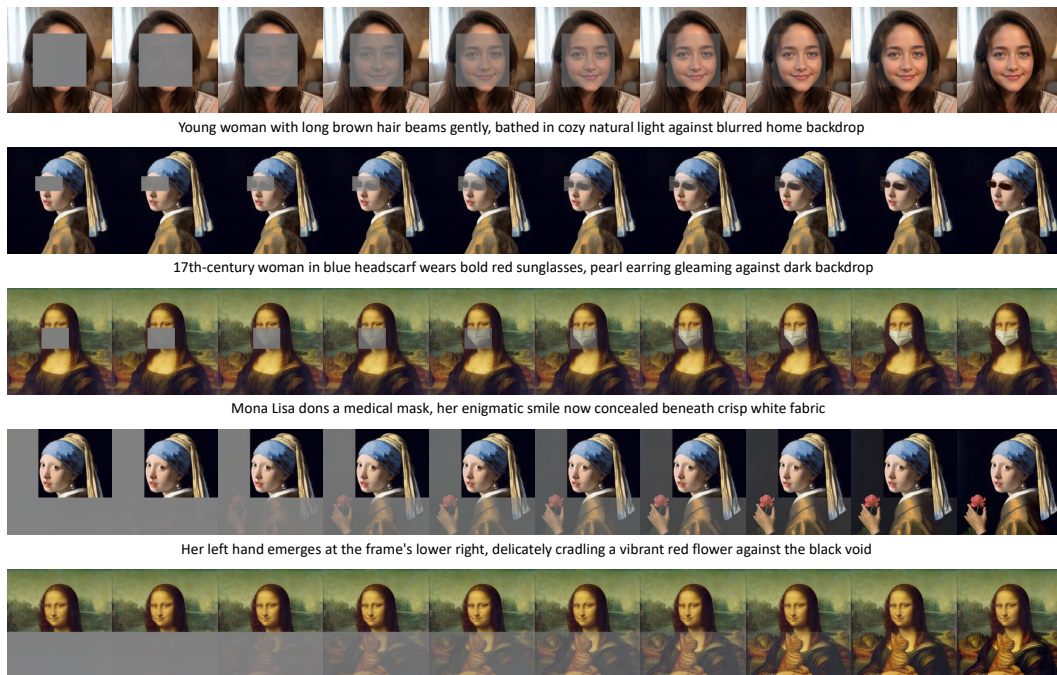 Young woman with long brown hair beams gently, bathed in cozy natural light against blurred home backdrop
17th-century woman in blue headscarf wears bold red sunglasses, pearl earring gleaming against dark backdrop
Mona Lisa dons a medical mask, her enigmatic smile now concealed beneath crisp white fabric
Her left hand emerges at the frame's lower right, delicately cradling a vibrant red flower against the black void